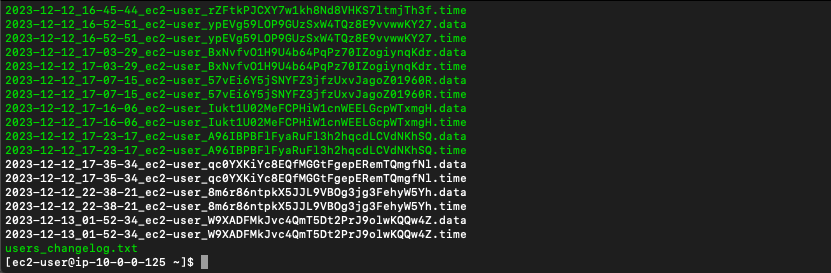 2023-12-12_16-45-44_ec2-user_rZFtkPJCXY7w1kh8Nd8VHKS7ltmjTh3f.time
2023-12-12_16-52-51_ec2-user_ypEVg59LOP9GUzSxW4TQz8E9vvwwKY27.data
2023-12-12_16-52-51_ec2-user_ypEVg59LOP9GUzSxW4TQz8E9vvwwKY27.time
2023-12-12_17-03-29_ec2-user_BxNvfvO1H9U4b64PqPz70IZogiynqKdr.data
2023-12-12_17-03-29_ec2-user_BxNvfvO1H9U4b64PqPz70IZogiynqKdr.time
2023-12-12_17-07-15_ec2-user_57vEi6Y5jSNYFZ3jfzUxvJagoZ01960R.data
2023-12-12_17-07-15_ec2-user_57vEi6Y5jSNYFZ3jfzUxvJagoZ01960R.time
2023-12-12_17-16-06_ec2-user_Iukt1U02MeFCPHiW1cnWEELGcpWTxmgH.data
2023-12-12_17-16-06_ec2-user_Iukt1U02MeFCPHiW1cnWEELGcpWTxmgH.time
2023-12-12_17-23-17_ec2-user_A96IBPBFlFyaRuFl3h2hqcdLCVdNKhSQ.data
2023-12-12_17-23-17_ec2-user_A96IBPBFlFyaRuFl3h2hqcdLCVdNKhSQ.time
2023-12-12_17-35-34_ec2-user_qc0YXKiYc8EQfMGGtFgepERemTQmgfNl.data
2023-12-12_17-35-34_ec2-user_qc0YXKiYc8EQfMGGtFgepERemTQmgfNl.time
2023-12-12_22-38-21_ec2-user_8m6r86ntpkX5JJL9VBOg3jg3FehyW5Yh.data
2023-12-12_22-38-21_ec2-user_8m6r86ntpkX5JJL9VBOg3jg3FehyW5Yh.time
2023-12-13_01-52-34_ec2-user_W9XADFMkJvc4QmT5Dt2PrJ9olwKQQw4Z.data
2023-12-13_01-52-34_ec2-user_W9XADFMkJvc4QmT5Dt2PrJ9olwKQQw4Z.time
users_changelog.txt
[ec2-user@ip-10-0-0-125 ~]$